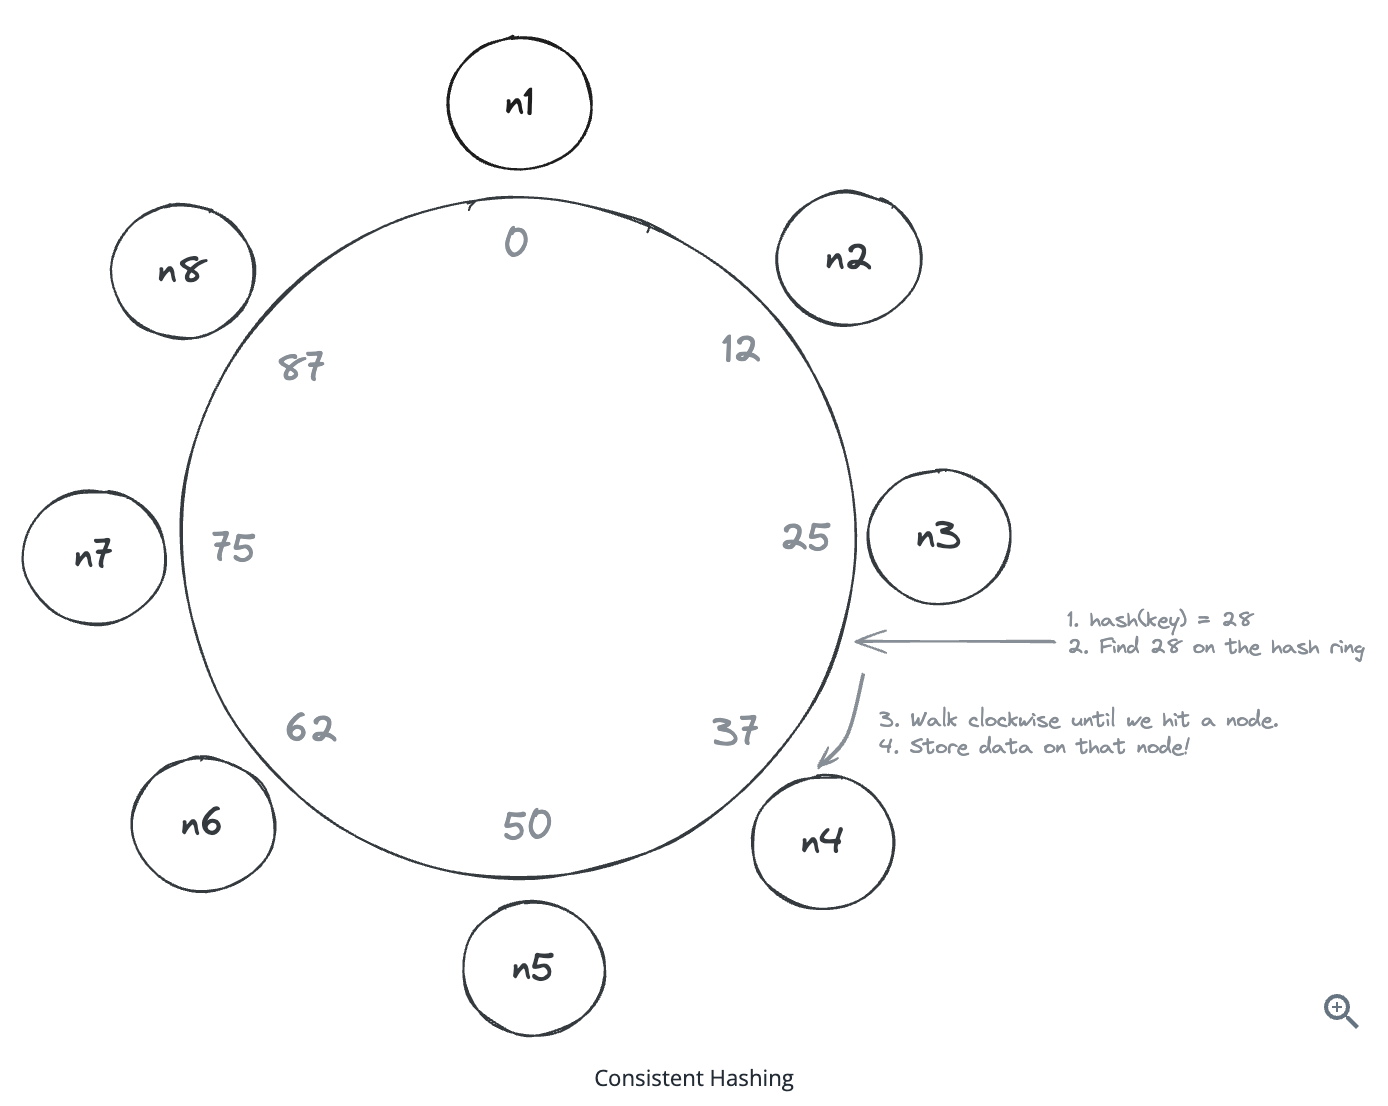 n1
n8
n2
0
87
12
n7
75
25
n3
1. hash(key) = 28
2. Find 28 on the hash ring
62
37
3. Walk clockwise until we hit a node.
4. Store data on that node!
n6
50
n4
n5
Consistent Hashing